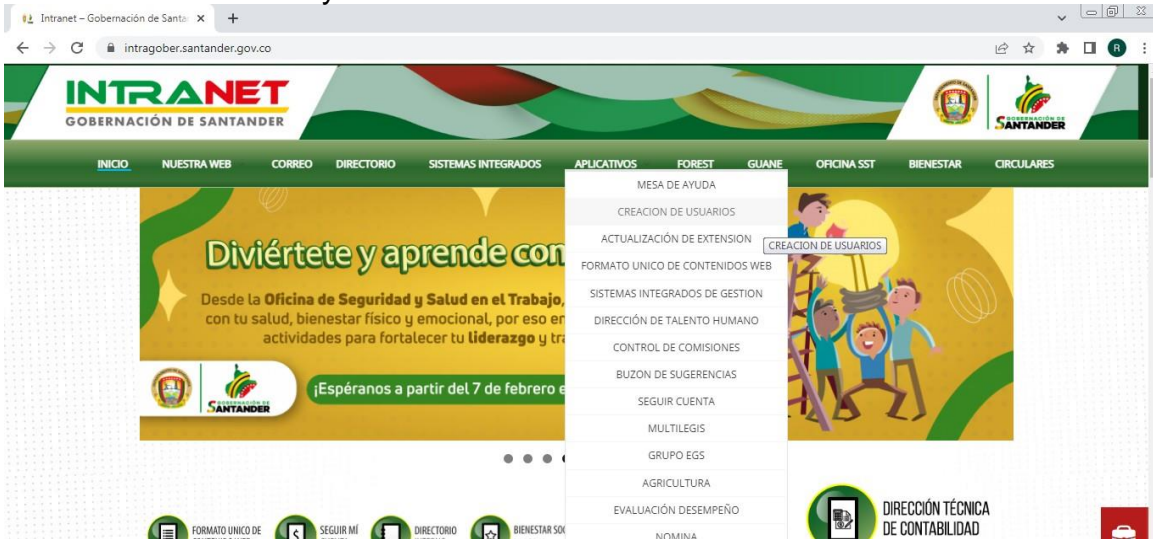 y
Intranet – Gobernación de Santa
intragober.santander.gov.co
R
INTRANET
GOBERNACIÓN DE SANTANDER
GOBERNACIÓN DE
SANTANDER
INICIO NUESTRA WEB CORREO DIRECTORIO SISTEMAS INTEGRADOS APLICATIVOS FOREST GUANE OFICINA SST BIENESTAR CIRCULARES
MESA DE AYUDA
CREACION DE USUARIOS
ACTUALIZACIÓN DE EXTENSION
CREACION DE USUARIOS
FORMATO UNICO DE CONTENIDOS WEB
SISTEMAS INTEGRADOS DE GESTION
DIRECCIÓN DE TALENTO HUMANO
CONTROL DE COMISIONES
BUZON DE SUGERENCIAS
SEGUIR CUENTA
MULTILEGIS
GRUPO EGS
AGRICULTURA
EVALUACIÓN DESEMPEÑO
NOMINA
Diviértete y aprende con
Desde la Oficina de Seguridad y Salud en el Trabajo,
con tu salud, bienestar físico y emocional, por eso en
actividades para fortalecer tu liderazgo y tra
GOBERNACIÓN DE
SANTANDER
¡Espéranos a partir del 7 de febrero e
FORMATO UNICO DE
SEGUIR MÍ
DIRECTORIO
BIENESTAR SOC
DIRECCIÓN TÉCNICA
DE CONTABILIDAD